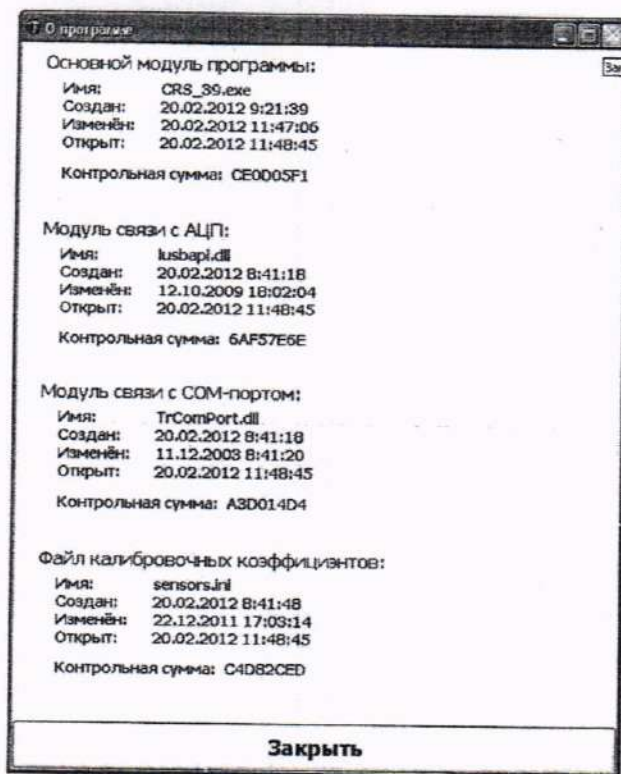 О программе
Зак
Основной модуль программы:
Имя: CRS_39.exe
Создан: 20.02.2012 9:21:39
Изменён: 20.02.2012 11:47:06
Открыт: 20.02.2012 11:48:45
Контрольная сумма: CE0D05F1
Модуль связи с АЦП:
Имя: lusbapi.dll
Создан: 20.02.2012 8:41:18
Изменён: 12.10.2009 18:02:04
Открыт: 20.02.2012 11:48:45
Контрольная сумма: 6AF57E6E
Модуль связи с COM-портом:
Имя: TrComPort.dll
Создан: 20.02.2012 8:41:18
Изменён: 11.12.2003 8:41:20
Открыт: 20.02.2012 11:48:45
Контрольная сумма: A3D014D4
Файл калибровочных коэффициэнтов:
Имя: sensors.ini
Создан: 20.02.2012 8:41:48
Изменён: 22.12.2011 17:03:14
Открыт: 20.02.2012 11:48:45
Контрольная сумма: C4D82CED
Закрыть